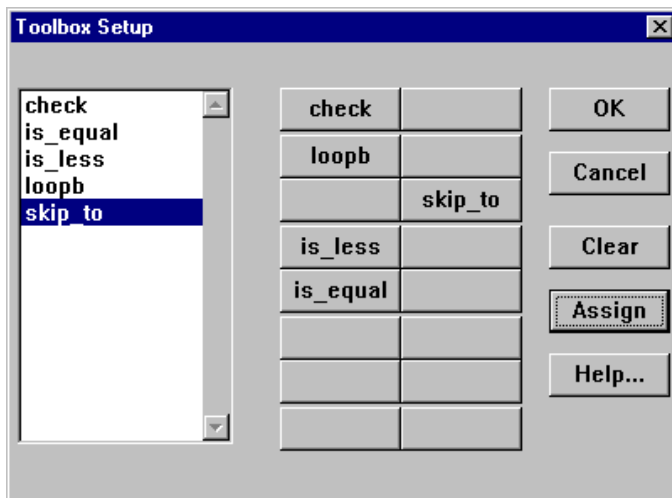 Toolbox Setup
check
is_equal
is_less
loopb
skip_to
check
loopb
skip_to
is_less
is_equal
OK
Cancel
Clear
Assign
Help...